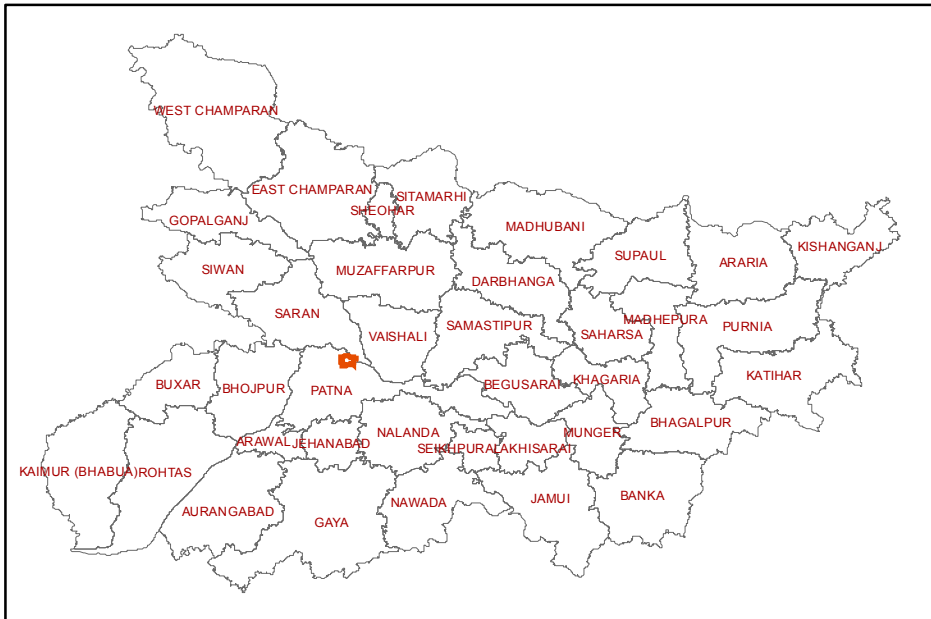 WEST CHAMPARAN
EAST CHAMPARAN
SITAMARHI
SHEOHAR
GOPALGANJ
MADHUBANI
SUPAUL
ARARIA
KISHANGANJ
SIWAN
MUZAFFARPUR
DARBHANGA
SARAN
VAISHALI
SAMASTIPUR
SAHARSA
MADHEPURA
PURNIA
BUXAR
BHOJPUR
PATNA
BEGUSARAI
KHAGARIA
KATIHAR
ARAWAL
JEHANABAD
NALANDA
SEIKHPURA
LAKHISARAI
MUNGER
BHAGALPUR
KAIMUR (BHABUA)
ROHTAS
AURANGABAD
GAYA
NAWADA
JAMUI
BANKA